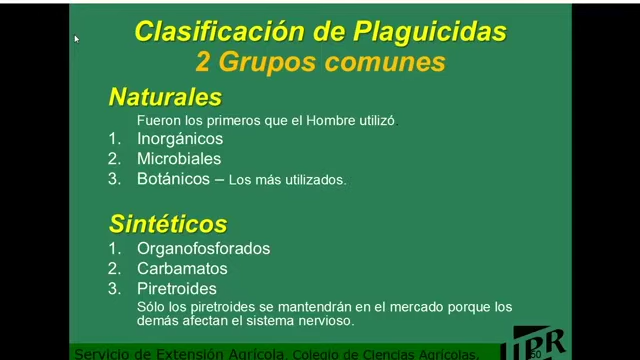 Clasificación de Plaguicidas
2 Grupos comunes
Naturales
Fueron los primeros que el Hombre utilizó.
1. Inorgánicos
2. Microbiales
3. Botánicos – Los más utilizados.
Sintéticos
1. Organofosforados
2. Carbamatos
3. Piretroides
Sólo los piretroides se mantendrán en el mercado porque los
demás afectan el sistema nervioso.
Servicio de Extensión Agrícola, Colegio de Ciencias Agrícolas,
UPR
50